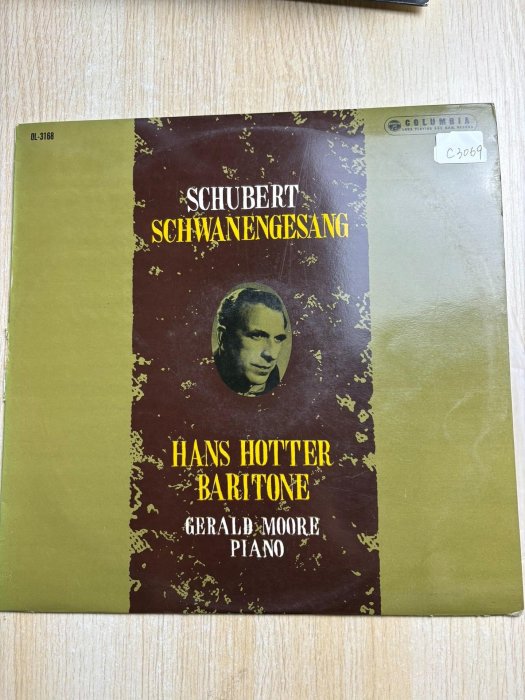 OL-3168
COLUMBIA
C3069
SCHUBERT
SCHWANENGESANG
HANS HOTTER
BARITONE
GERALD MOORE
PIANO